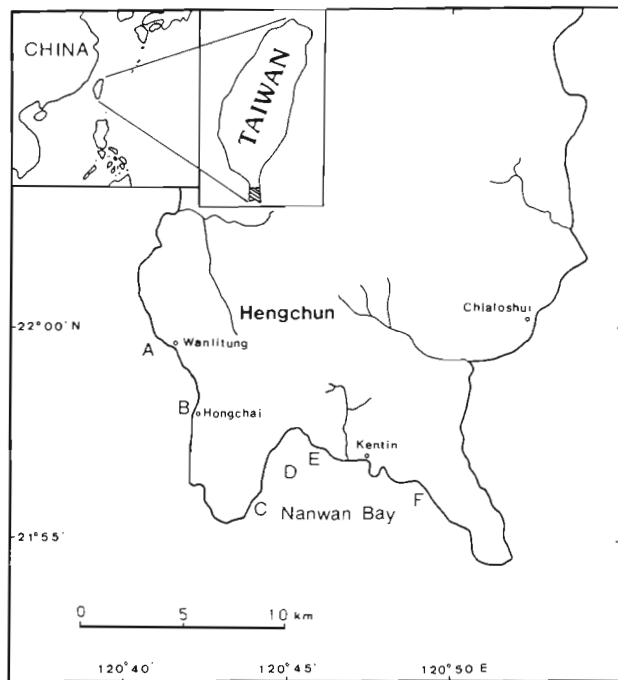 CHINA
TAIWAN
22°00'N
Hengchun
Chialoshui
A
Wanlitung
B
Hongchai
Kentin
D
E
C
Nanwan Bay
F
21°55'
0 5 10 km
120°40' 120°45' 120°50'E